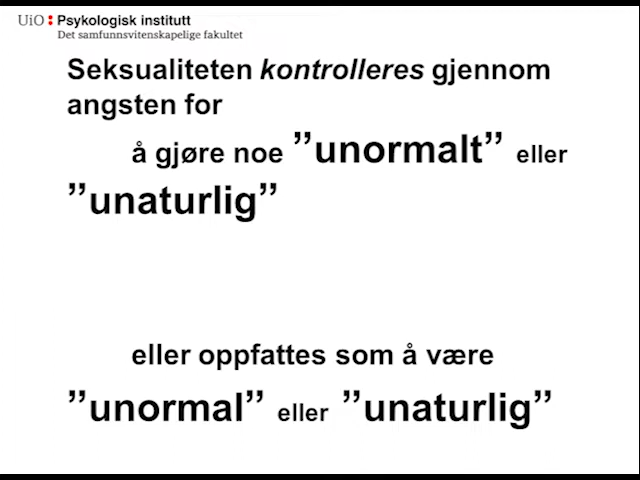 UiO: Psykologisk institutt
Det samfunnsvitenskapelige fakultet
Seksualiteten kontrolleres gjennom
angsten for
å gjøre noe ”unormalt” eller
”unaturlig”
eller oppfattes som å være
”unormal” eller ”unaturlig”